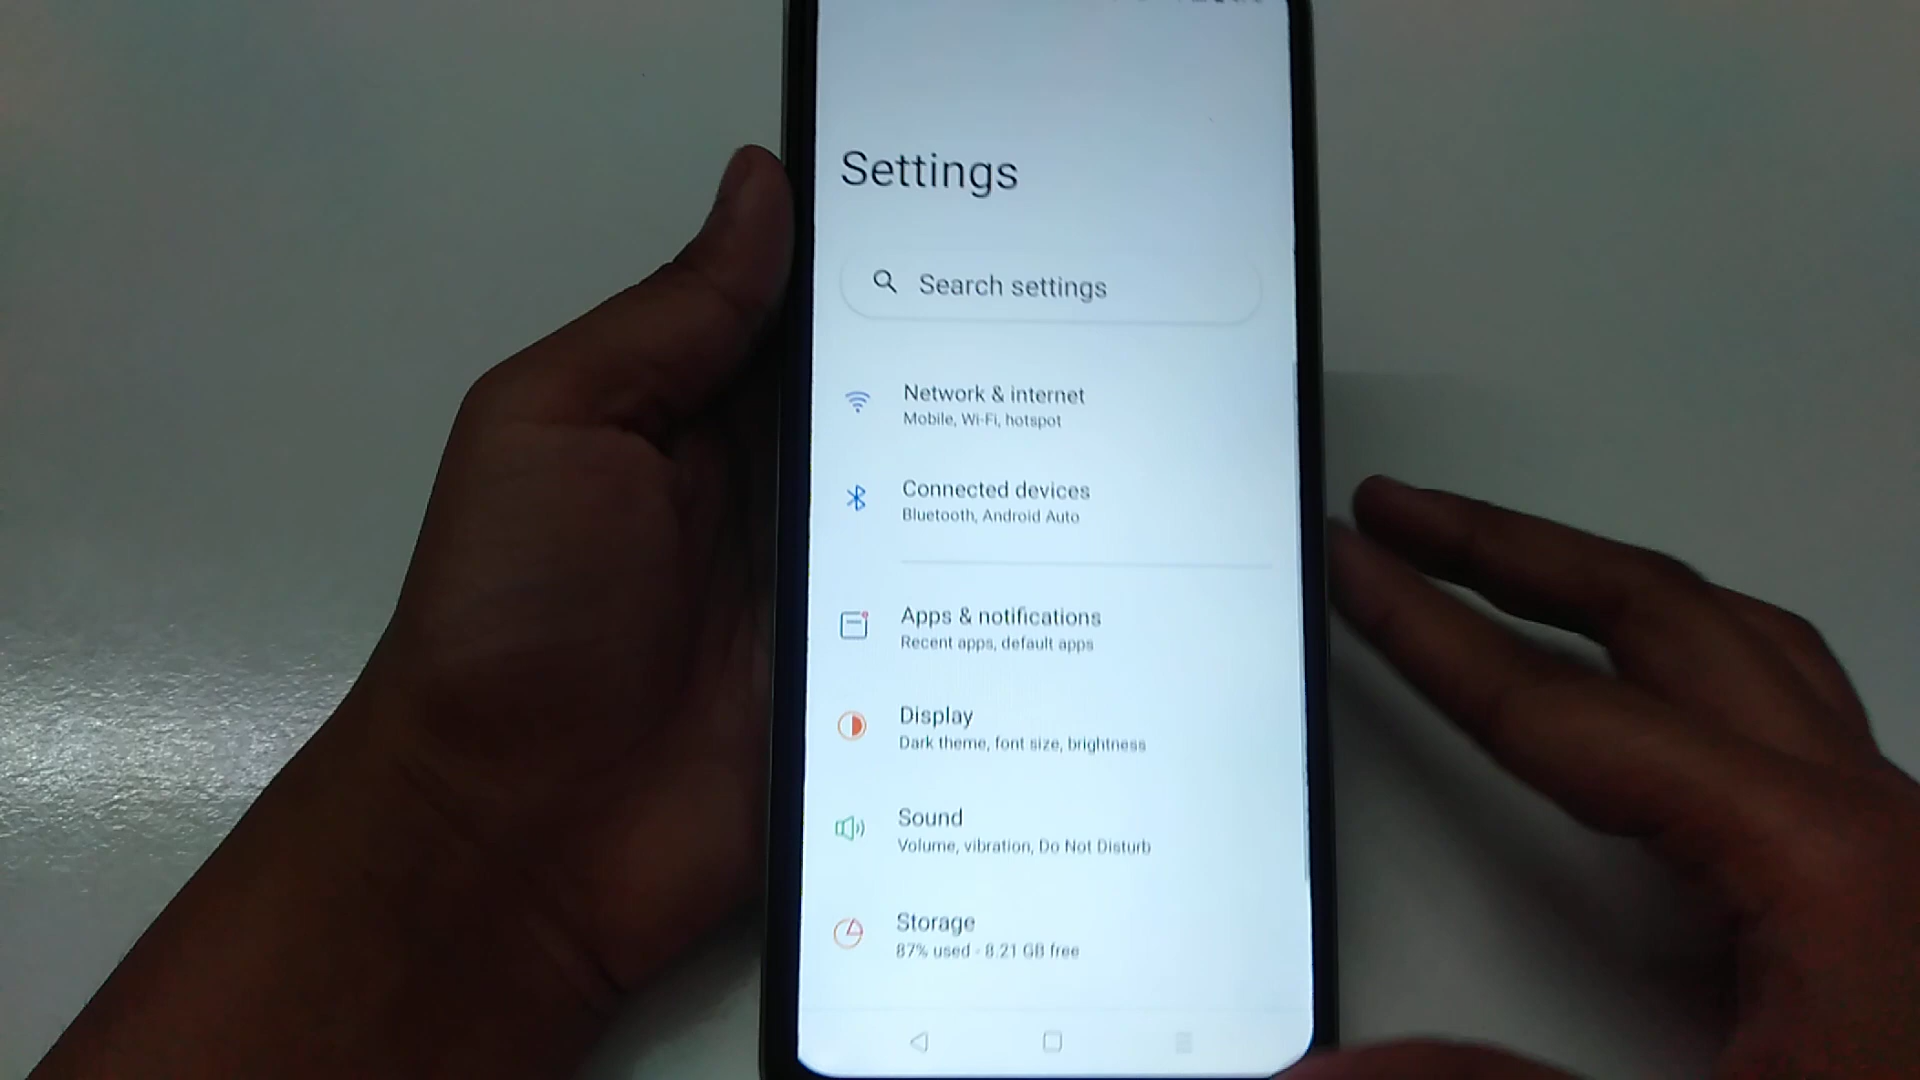 Settings
Search settings
Network & internet
Mobile, Wi-Fi, hotspot
Connected devices
Bluetooth, Android Auto
Apps & notifications
Recent apps, default apps
Display
Dark theme, font size, brightness
Sound
Volume, vibration, Do Not Disturb
Storage
87% used - 8.21 GB free